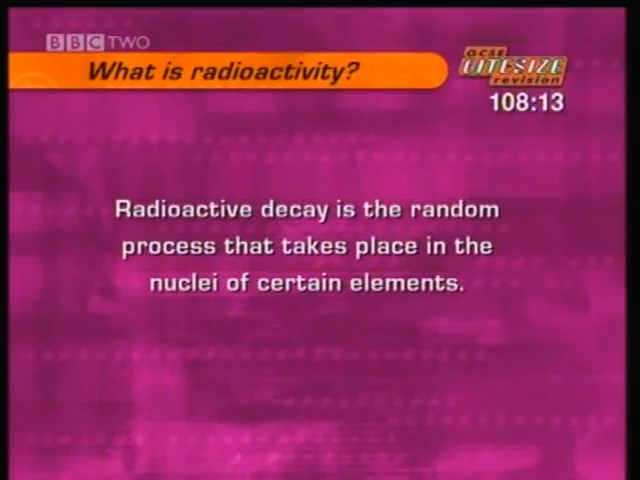 BBC TWO
What is radioactivity?
GCSE
BITESIZE
revision
108:13
Radioactive decay is the random
process that takes place in the
nuclei of certain elements.